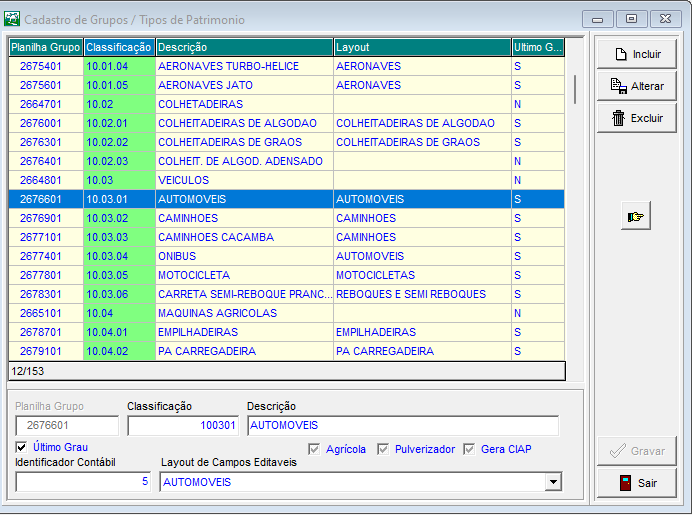 Cadastro de Grupos / Tipos de Patrimonio
Planilha Grupo Classificação Descrição Layout Ultimo G...
2675401 10.01.04 AERONAVES TURBO-HELICE AERONAVES S
2675601 10.01.05 AERONAVES JATO AERONAVES S
2664701 10.02 COLHETADEIRAS N
2676001 10.02.01 COLHEITADEIRAS DE ALGODAO COLHEITADEIRAS DE ALGODAO S
2676301 10.02.02 COLHEITADEIRAS DE GRAOS COLHEITADEIRAS DE GRAOS S
2676401 10.02.03 COLHEIT. DE ALGOD. ADENSADO N
2664801 10.03 VEICULOS N
2676601 10.03.01 AUTOMOVEIS AUTOMOVEIS S
2676901 10.03.02 CAMINHOES CAMINHOES S
2677101 10.03.03 CAMINHOES CACAMBA CAMINHOES S
2677401 10.03.04 ONIBUS AUTOMOVEIS S
2677801 10.03.05 MOTOCICLETA MOTOCICLETAS S
2678301 10.03.06 CARRETA SEMI-REBOQUE PRANC... REBOQUES E SEMI REBOQUES S
2665101 10.04 MAQUINAS AGRICOLAS N
2678701 10.04.01 EMPILHADEIRAS EMPILHADEIRAS S
2679101 10.04.02 PA CARREGADEIRA PA CARREGADEIRA S
12/153
Planilha Grupo Classificação Descrição
2676601 100301 AUTOMOVEIS
Último Grau Agrícola Pulverizador Gera CIAP
Identificador Contábil Layout de Campos Editaveis
5 AUTOMOVEIS
Incluir
Alterar
Excluir
Gravar
Sair